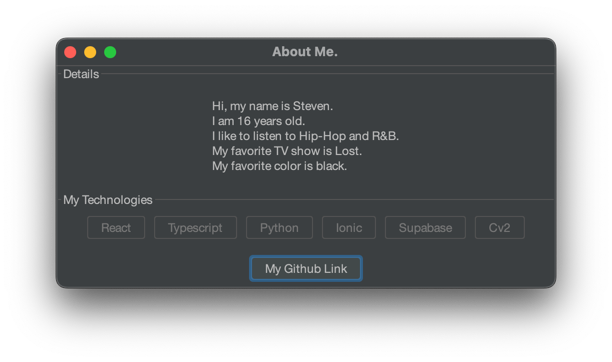 About Me.
Details
Hi, my name is Steven.
I am 16 years old.
I like to listen to Hip-Hop and R&B.
My favorite TV show is Lost.
My favorite color is black.
My Technologies
React Typescript Python Ionic Supabase Cv2
My Github Link